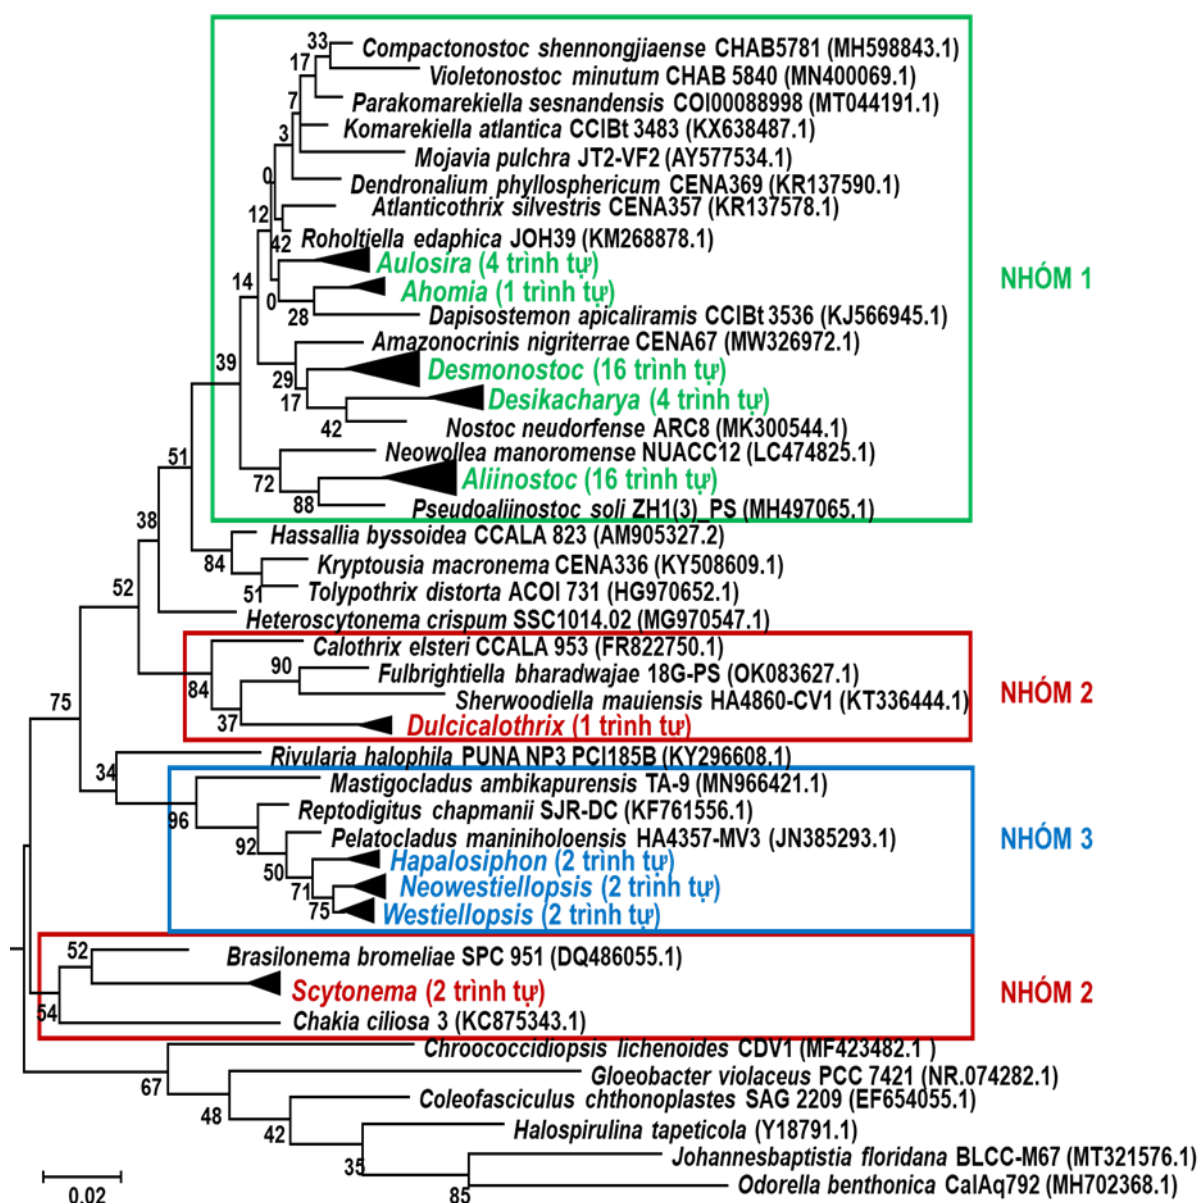 33
Compactonostoc shennongjiaense CHAB5781 (MH598843.1)
17
Violetonostoc minutum CHAB 5840 (MN400069.1)
7
Parakomarekiella sesnandensis COI00088998 (MT044191.1)
3
Komarekiella atlantica CCIBt 3483 (KX638487.1)
Mojavia pulchra JT2-VF2 (AY577534.1)
0
Dendronalium phyllosphericum CENA369 (KR137590.1)
12
Atlanticothrix silvestris CENA357 (KR137578.1)
42
Roholtiella edaphica JOH39 (KM268878.1)
Aulosira (4 trình tự)
14
NHÓM 1
0
Ahomia (1 trình tự)
28
Dapisostemon apicaliramis CCIBt 3536 (KJ566945.1)
Amazonocrinis nigriterrae CENA67 (MW326972.1)
39
29
Desmonostoc (16 trình tự)
17
Desikacharya (4 trình tự)
42
Nostoc neudorfense ARC8 (MK300544.1)
51
Neowollea manoromense NUACC12 (LC474825.1)
72
Aliinostoc (16 trình tự)
88
Pseudoaliinostoc soli ZH1(3)_PS (MH497065.1)
38
Hassallia byssoidea CCALA 823 (AM905327.2)
84
Kryptousia macronema CENA336 (KY508609.1)
52
51
Tolypothrix distorta ACOI 731 (HG970652.1)
Heteroscytonema crispum SSC1014.02 (MG970547.1)
Calothrix elsteri CCALA 953 (FR822750.1)
90
Fulbrightiella bharadwajae 18G-PS (OK083627.1)
84
Sherwoodiella mauiensis HA4860-CV1 (KT336444.1)
NHÓM 2
75
37
Dulcicalothrix (1 trình tự)
Rivularia halophila PUNA_NP3_PCI185B (KY296608.1)
34
Mastigocladus ambikapurensis TA-9 (MN966421.1)
96
Reptodigitus chapmanii SJR-DC (KF761556.1)
92
Pelatocladus maniniholoensis HA4357-MV3 (JN385293.1)
NHÓM 3
50
Hapalosiphon (2 trình tự)
71
Neowestiellopsis (2 trình tự)
75
Westiellopsis (2 trình tự)
52
Brasilonema bromeliae SPC 951 (DQ486055.1)
Scytonema (2 trình tự)
NHÓM 2
54
Chakia ciliosa 3 (KC875343.1)
Chroococcidiopsis lichenoides CDV1 (MF423482.1 )
67
Gloeobacter violaceus PCC 7421 (NR.074282.1)
48
Coleofasciculus chthonoplastes SAG 2209 (EF654055.1)
42
Halospirulina tapeticola (Y18791.1)
35
Johannesbaptistia floridana BLCC-M67 (MT321576.1)
85
Odorella benthonica CalAq792 (MH702368.1)
0.02